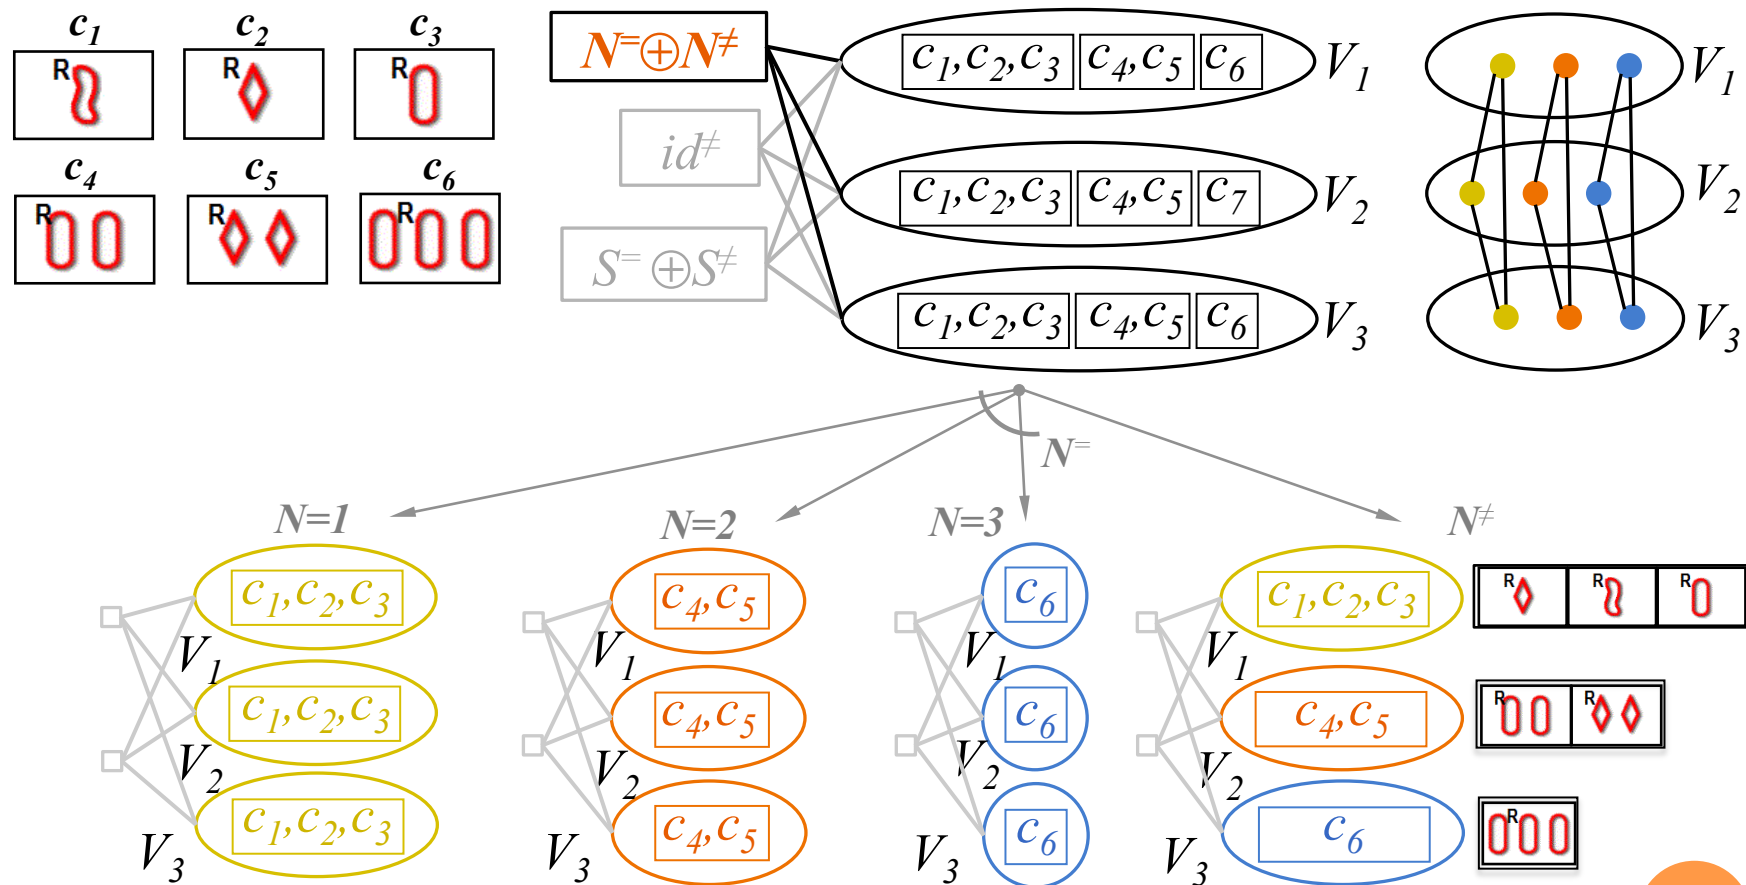 c1 c2 c3
R R R
c4 c5 c6
R R R
N=⊕N≠
id≠
S= ⊕S≠
c1,c2,c3 c4,c5 c6 V1
c1,c2,c3 c4,c5 c7 V2
c1,c2,c3 c4,c5 c6 V3
V1
V2
V3
N=
N=1
c1,c2,c3
V1
c1,c2,c3
V2
c1,c2,c3
V3
N=2
c4,c5
V1
c4,c5
V2
c4,c5
V3
N=3
c6
V1
c6
V2
c6
V3
N≠
c1,c2,c3
V1
c4,c5
V2
c6
V3
R R R
R R
R